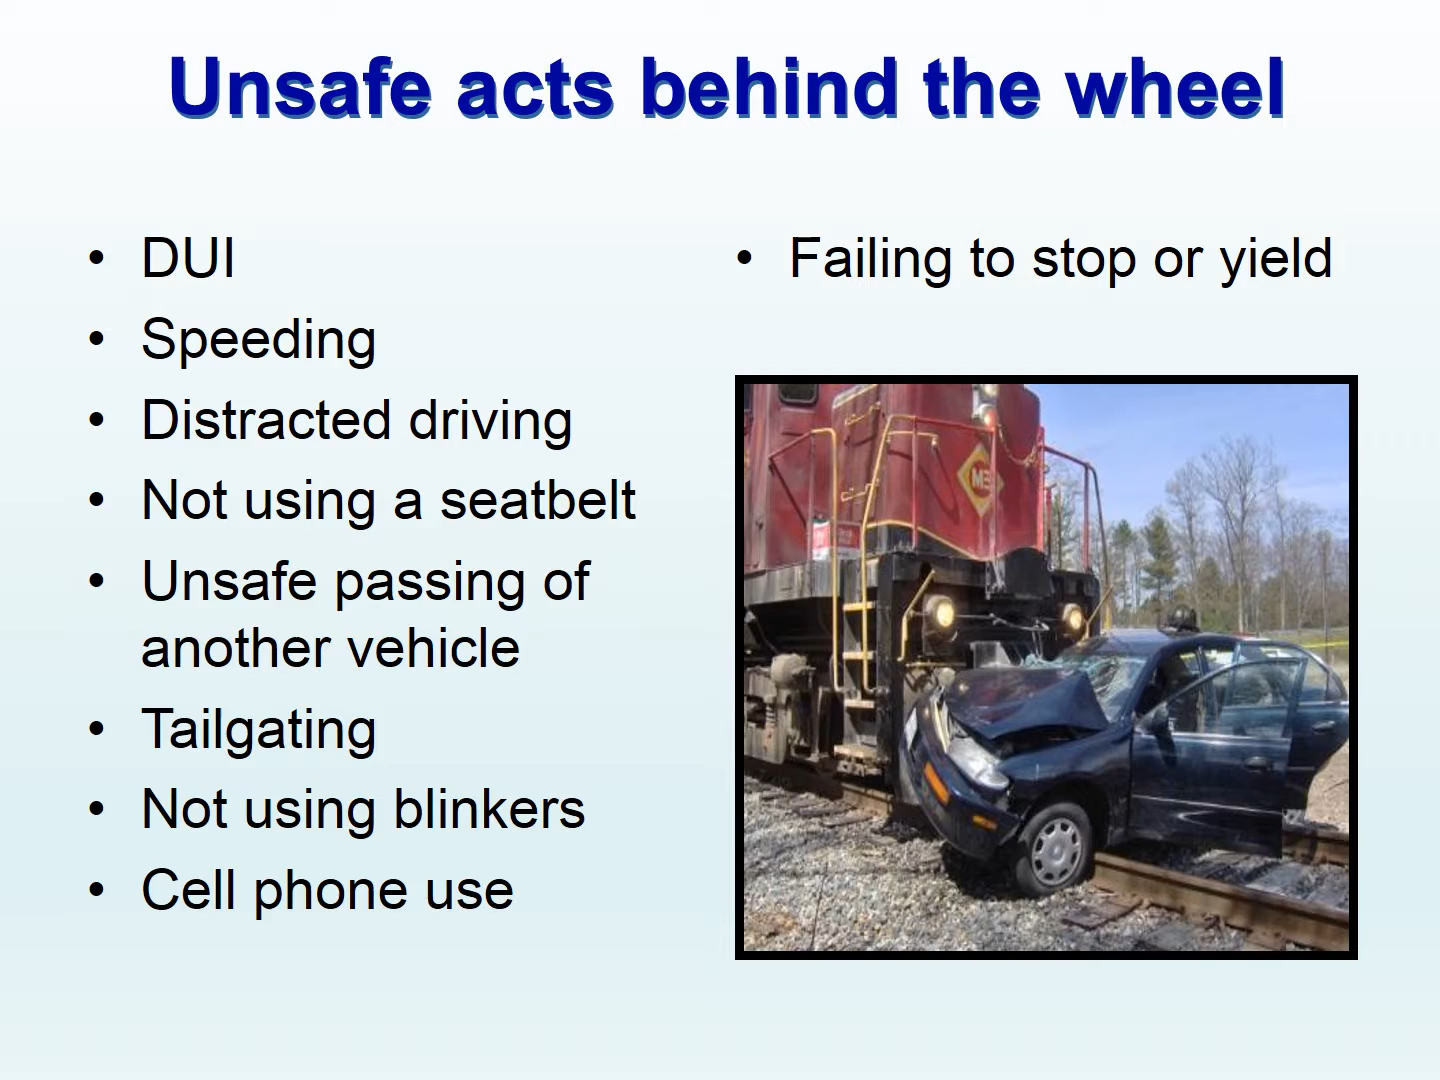 Unsafe acts behind the wheel
• DUI
• Speeding
• Distracted driving
• Not using a seatbelt
• Unsafe passing of
another vehicle
• Tailgating
• Not using blinkers
• Cell phone use
• Failing to stop or yield